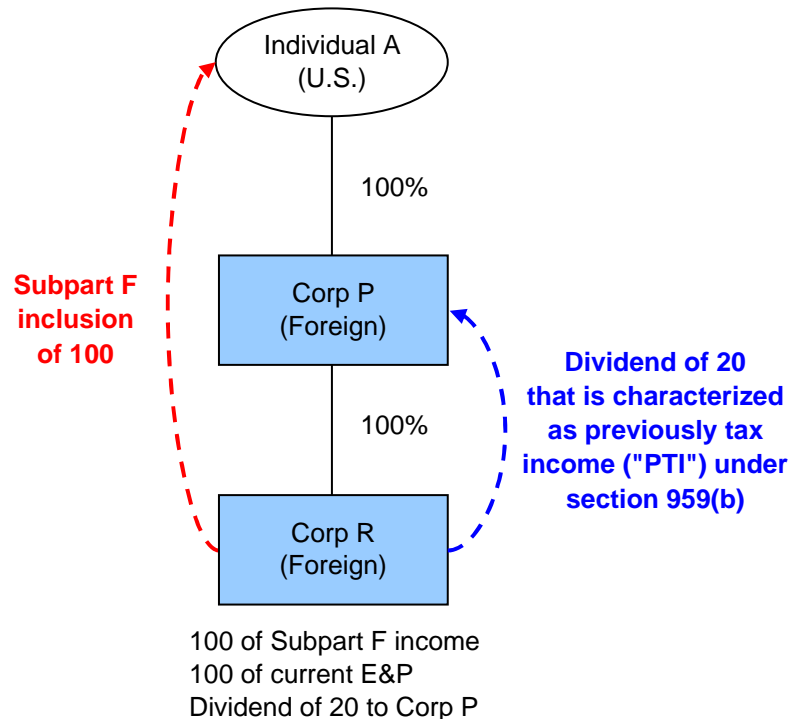 Individual A
(U.S.)
100%
Subpart F
inclusion
of 100
Corp P
(Foreign)
Dividend of 20
that is characterized
as previously tax
income ("PTI") under
section 959(b)
100%
Corp R
(Foreign)
100 of Subpart F income
100 of current E&P
Dividend of 20 to Corp P